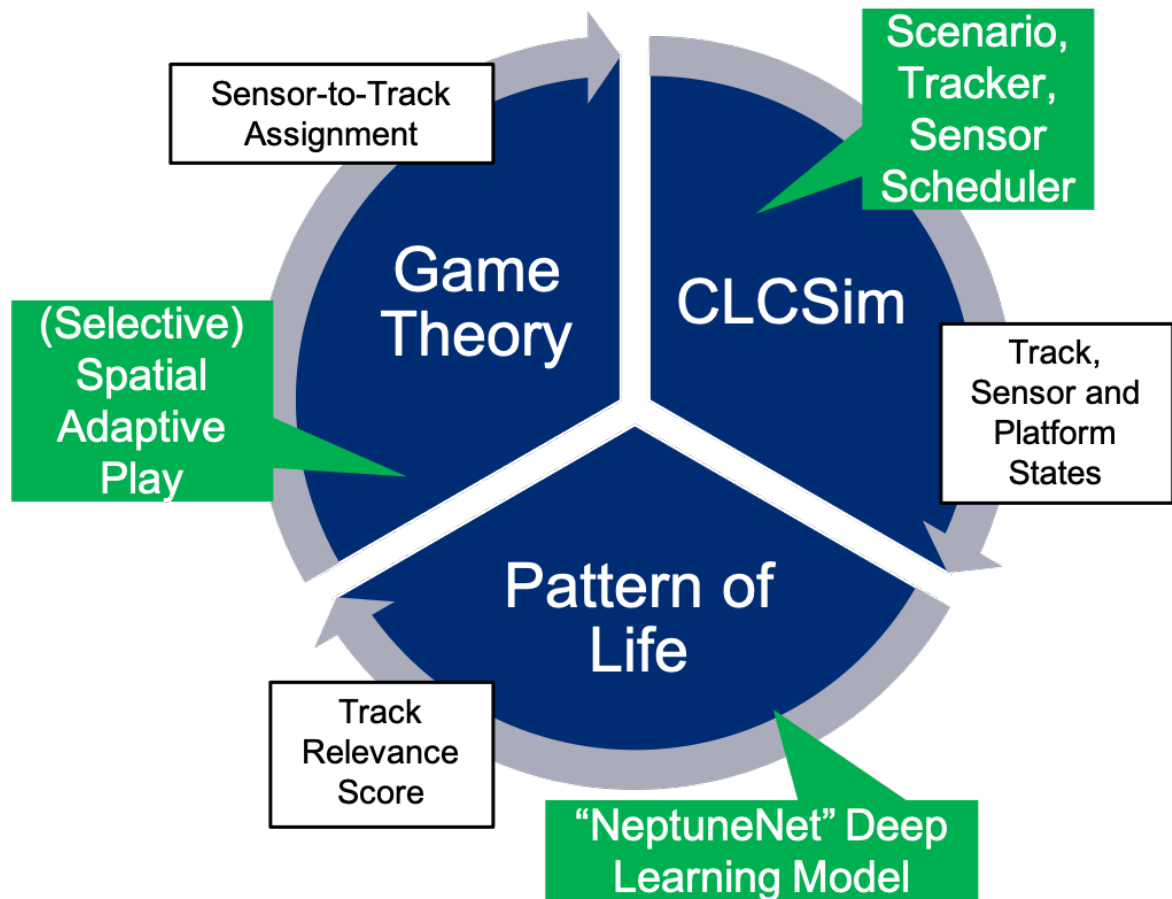 Sensor-to-Track
Assignment
Scenario,
Tracker,
Sensor
Scheduler
Game
Theory
CLCSim
(Selective)
Spatial
Adaptive
Play
Track,
Sensor and
Platform
States
Pattern of
Life
Track
Relevance
Score
“NeptuneNet” Deep
Learning Model